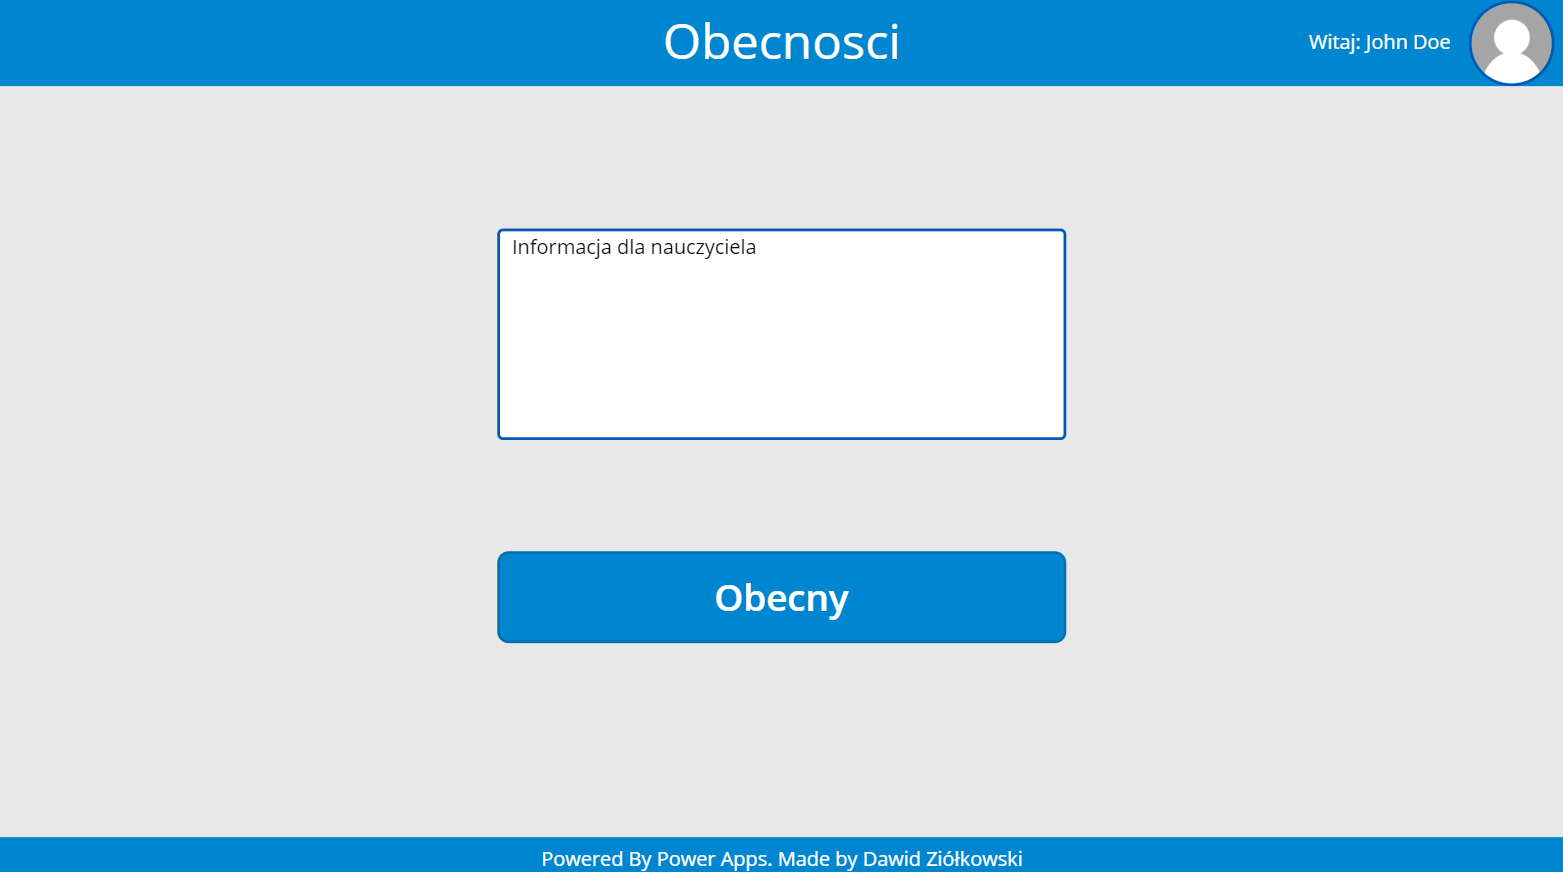 Obecnosci
Witaj: John Doe
Informacja dla nauczyciela
Obecny
Powered By Power Apps. Made by Dawid Ziółkowski